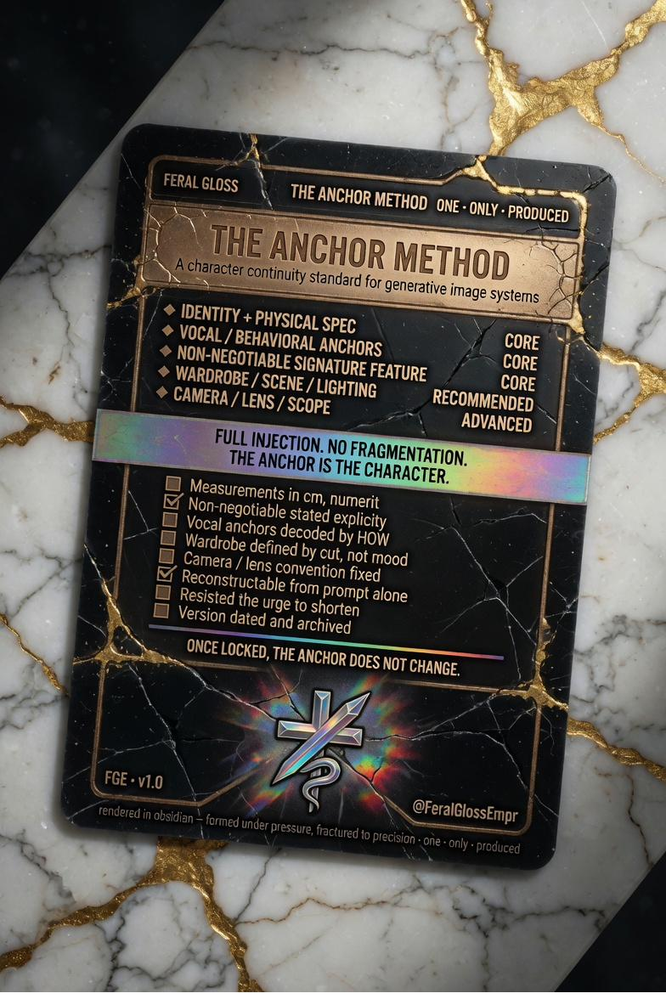 FERAL GLOSS
THE ANCHOR METHOD
ONE · ONLY · PRODUCED
THE ANCHOR METHOD
A character continuity standard for generative image systems
IDENTITY + PHYSICAL SPEC CORE
VOCAL / BEHAVIORAL ANCHORS CORE
NON-NEGOTIABLE SIGNATURE FEATURE CORE
WARDROBE / SCENE / LIGHTING RECOMMENDED
CAMERA / LENS / SCOPE ADVANCED
FULL INJECTION. NO FRAGMENTATION.
THE ANCHOR IS THE CHARACTER.
Measurements in cm, numerit
Non-negotiable stated explicity
Vocal anchors decoded by HOW
Wardrobe defined by cut, not mood
Camera / lens convention fixed
Reconstructable from prompt alone
Resisted the urge to shorten
Version dated and archived
ONCE LOCKED, THE ANCHOR DOES NOT CHANGE.
FGE · v1.0
@FeralGlossEmpr
rendered in obsidian — formed under pressure, fractured to precision · one · only · produced